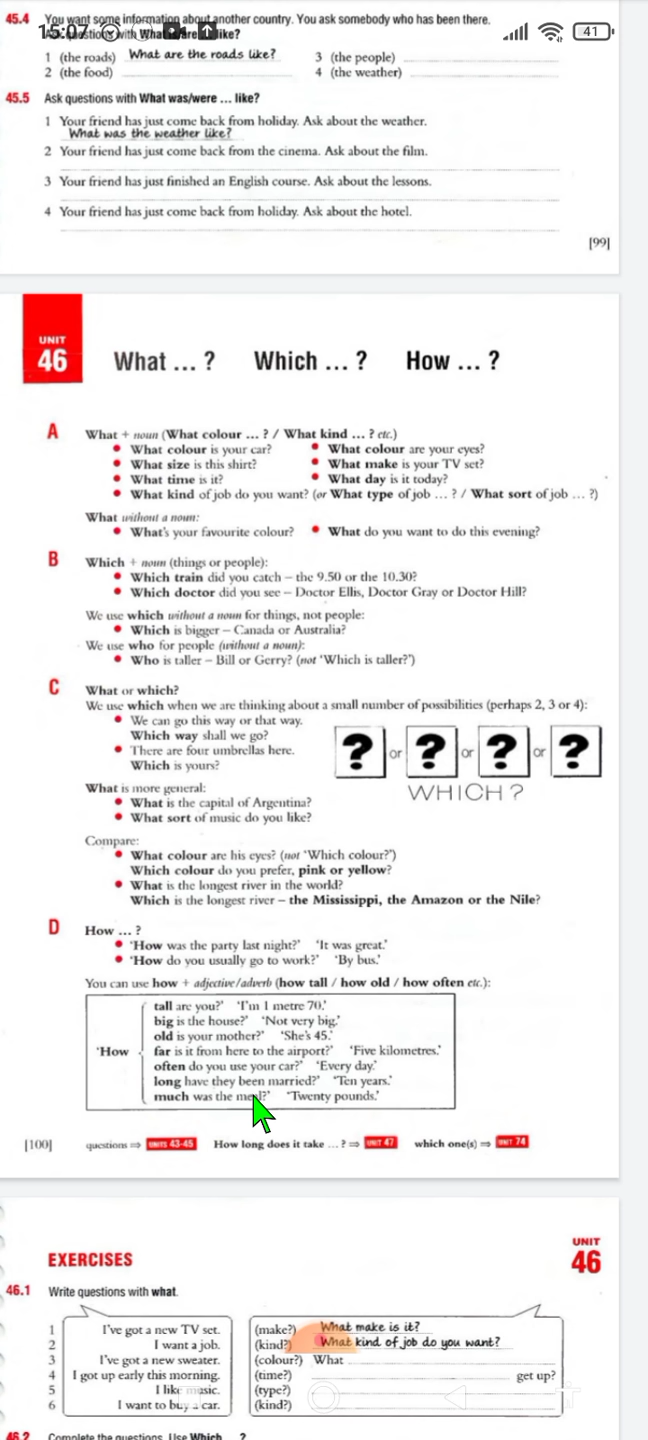 45.4 You want some information about another country. You ask somebody who has been there.
15:07
41
1 (the roads) What are the roads like? 3 (the people)
2 (the food) 4 (the weather)
45.5 Ask questions with What was/were ... like?
1 Your friend has just come back from holiday. Ask about the weather.
What was the weather like?
2 Your friend has just come back from the cinema. Ask about the film.
3 Your friend has just finished an English course. Ask about the lessons.
4 Your friend has just come back from holiday. Ask about the hotel.
[99]
UNIT
46 What ... ? Which ... ? How ... ?
A What + noun (What colour ... ? / What kind ... ? etc.)
• What colour is your car? • What colour are your eyes?
• What size is this shirt? • What make is your TV set?
• What time is it? • What day is it today?
• What kind of job do you want? (or What type of job ... ? / What sort of job ... ?)
What without a noun:
• What's your favourite colour? • What do you want to do this evening?
B Which + noun (things or people):
• Which train did you catch – the 9.50 or the 10.30?
• Which doctor did you see – Doctor Ellis, Doctor Gray or Doctor Hill?
We use which without a noun for things, not people:
• Which is bigger – Canada or Australia?
We use who for people (without a noun):
• Who is taller – Bill or Gerry? (not 'Which is taller?')
C What or which?
We use which when we are thinking about a small number of possibilities (perhaps 2, 3 or 4):
• We can go this way or that way.
Which way shall we go?
• There are four umbrellas here.
Which is yours?
? or ? or ? or ?
WHICH?
What is more general:
• What is the capital of Argentina?
• What sort of music do you like?
Compare:
• What colour are his eyes? (not 'Which colour?')
Which colour do you prefer, pink or yellow?
• What is the longest river in the world?
Which is the longest river – the Mississippi, the Amazon or the Nile?
D How ... ?
• 'How was the party last night?' 'It was great.'
• 'How do you usually go to work?' 'By bus.'
You can use how + adjective/adverb (how tall / how old / how often etc.):
tall are you?' 'I'm 1 metre 70.'
big is the house?' 'Not very big.'
old is your mother?' 'She's 45.'
'How far is it from here to the airport?' 'Five kilometres.'
often do you use your car?' 'Every day.'
long have they been married?' 'Ten years.'
much was the meal?' 'Twenty pounds.'
[100] questions ⇒ UNITS 43-45 How long does it take ... ? ⇒ UNIT 47 which one(s) ⇒ UNIT 74
EXERCISES
UNIT
46
46.1 Write questions with what.
1 I've got a new TV set. (make?) What make is it?
2 I want a job. (kind?) What kind of job do you want?
3 I've got a new sweater. (colour?) What
4 I got up early this morning. (time?) get up?
5 I like music. (type?)
6 I want to buy a car. (kind?)
46.2 Complete the questions. Use Which ... ?